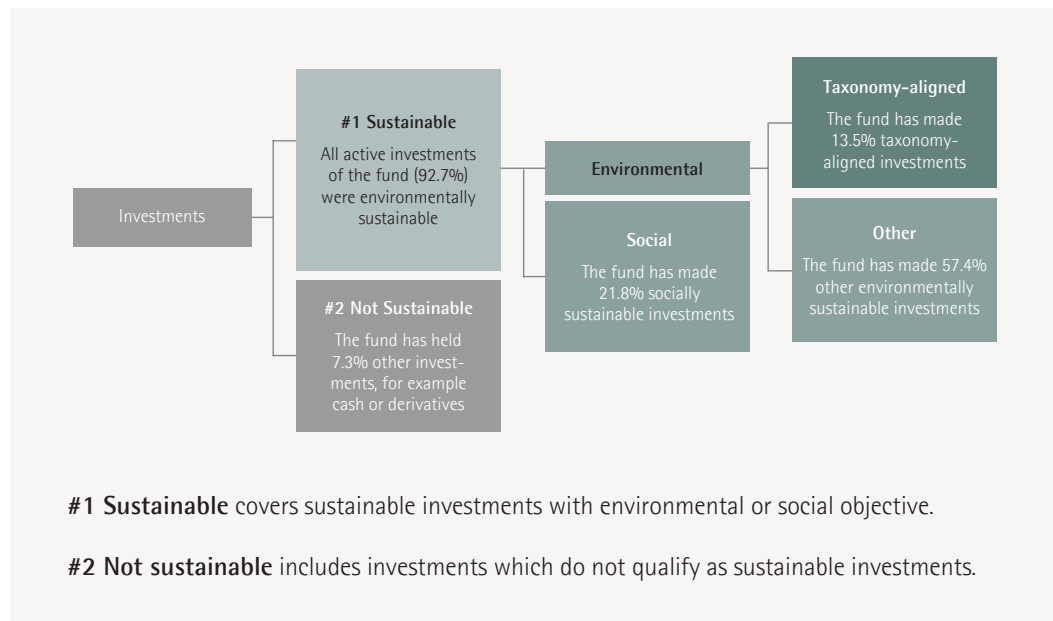 Investments
#1 Sustainable
All active investments
of the fund (92.7%)
were environmentally
sustainable
#2 Not Sustainable
The fund has held
7.3% other invest-
ments, for example
cash or derivatives
Environmental
Social
The fund has made
21.8% socially
sustainable investments
Taxonomy-aligned
The fund has made
13.5% taxonomy-
aligned investments
Other
The fund has made 57.4%
other environmentally
sustainable investments
#1 Sustainable covers sustainable investments with environmental or social objective.
#2 Not sustainable includes investments which do not qualify as sustainable investments.